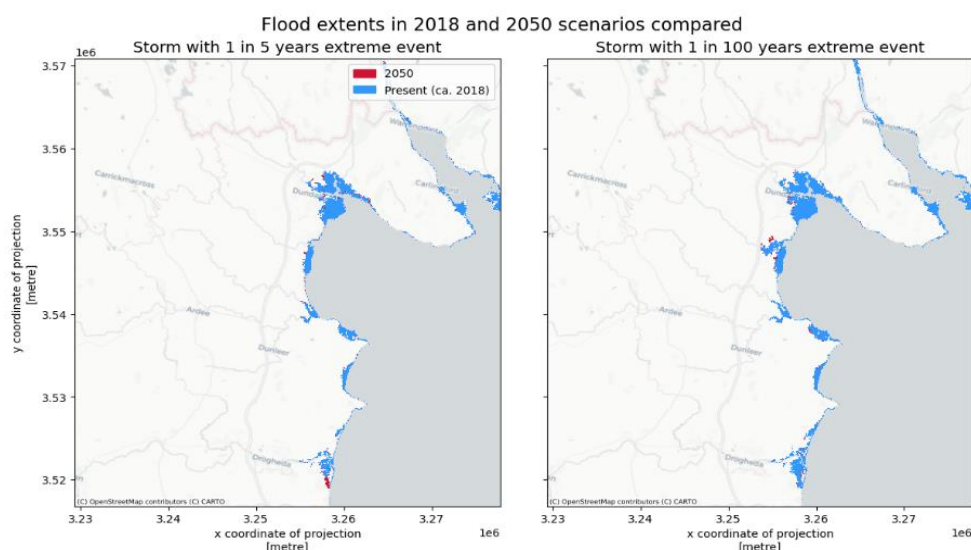 Flood extents in 2018 and 2050 scenarios compared
Storm with 1 in 5 years extreme event
Storm with 1 in 100 years extreme event
1e6
3.57
3.56
3.55
3.54
3.53
3.52
y coordinate of projection
[metre]
2050
Present (ca. 2018)
Carrickmacross
Ardee
Dunleer
Drogheda
(C) OpenStreetMap contributors (C) CARTO
3.23
3.24
3.25
3.26
3.27
1e6
x coordinate of projection
[metre]
Carrickmacross
Ardee
Dunleer
Drogheda
(C) OpenStreetMap contributors (C) CARTO
3.23
3.24
3.25
3.26
3.27
1e6
x coordinate of projection
[metre]